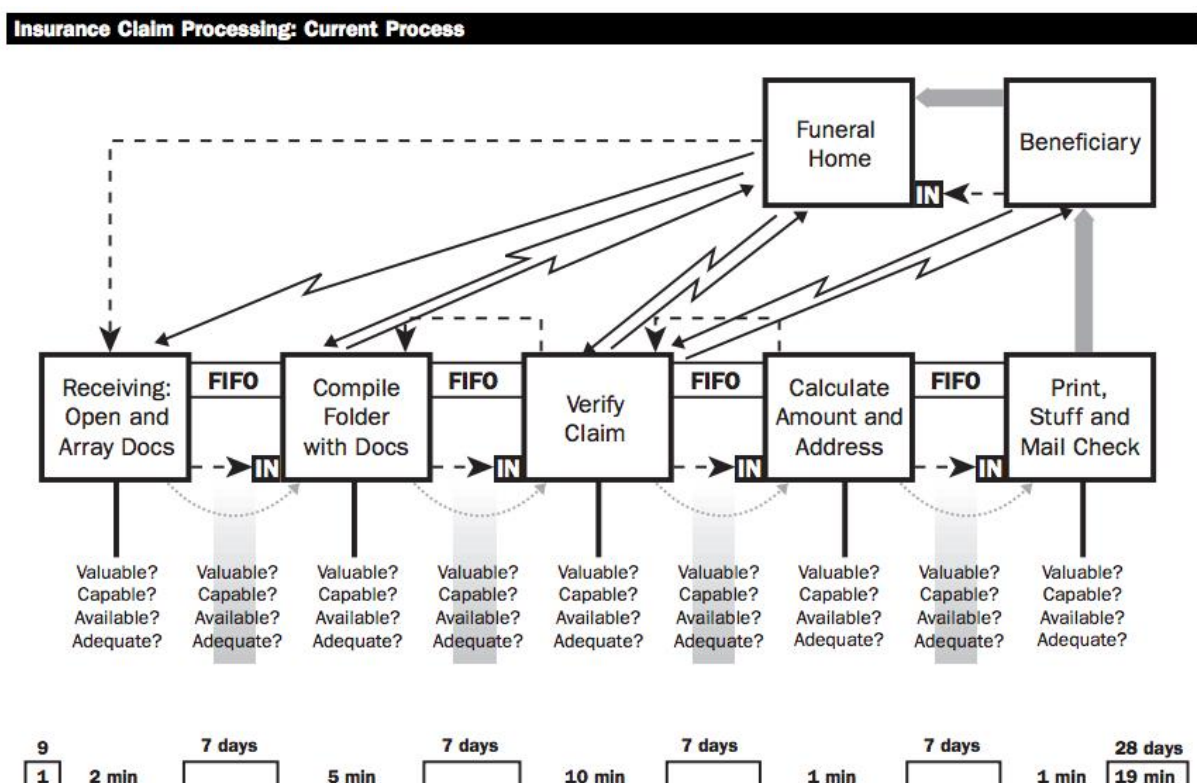 Insurance Claim Processing: Current Process
Funeral
Home
Beneficiary
IN
Receiving:
Open and
Array Docs
FIFO
IN
Compile
Folder
with Docs
FIFO
IN
Verify
Claim
FIFO
IN
Calculate
Amount and
Address
FIFO
IN
Print,
Stuff and
Mail Check
Valuable?
Capable?
Available?
Adequate?
Valuable?
Capable?
Available?
Adequate?
Valuable?
Capable?
Available?
Adequate?
Valuable?
Capable?
Available?
Adequate?
Valuable?
Capable?
Available?
Adequate?
Valuable?
Capable?
Available?
Adequate?
Valuable?
Capable?
Available?
Adequate?
Valuable?
Capable?
Available?
Adequate?
Valuable?
Capable?
Available?
Adequate?
9 7 days 7 days 7 days 7 days 28 days
1 2 min 5 min 10 min 1 min 1 min 19 min